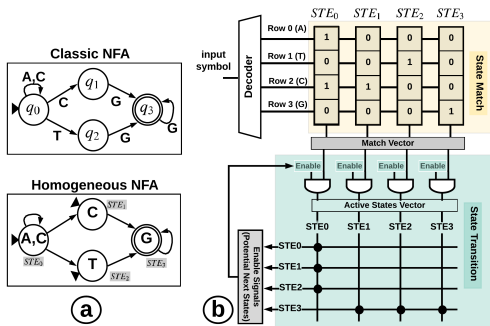 Classic NFA
A,C
q0
C
q1
G
q3
G
T
q2
G
Homogeneous NFA
A,C
STE0
C
STE1
T
STE2
G
STE3
a
STE0 STE1 STE2 STE3
input symbol
Decoder
Row 0 (A) 1 0 0 0
Row 1 (T) 0 0 1 0
Row 2 (C) 1 1 0 0
Row 3 (G) 0 0 0 1
State Match
Match Vector
Enable Enable Enable Enable
Active States Vector
STE0 STE1 STE2 STE3
STE0
STE1
STE2
STE3
Enable Signals
(Potential Next States)
State Transition
b